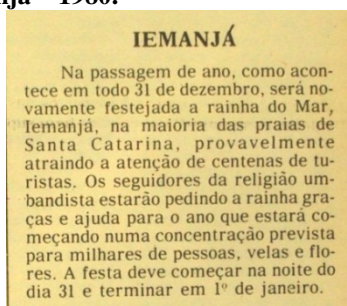 1980.
IEMANJÁ
Na passagem de ano, como acon-
tece em todo 31 de dezembro, será no-
vamente festejada a rainha do Mar,
Iemanjá, na maioria das praias de
Santa Catarina, provavelmente
atraindo a atenção de centenas de tu-
ristas. Os seguidores da religião um-
bandista estarão pedindo a rainha gra-
ças e ajuda para o ano que estará co-
meçando numa concentração prevista
para milhares de pessoas, velas e flo-
res. A festa deve começar na noite do
dia 31 e terminar em 1º de janeiro.